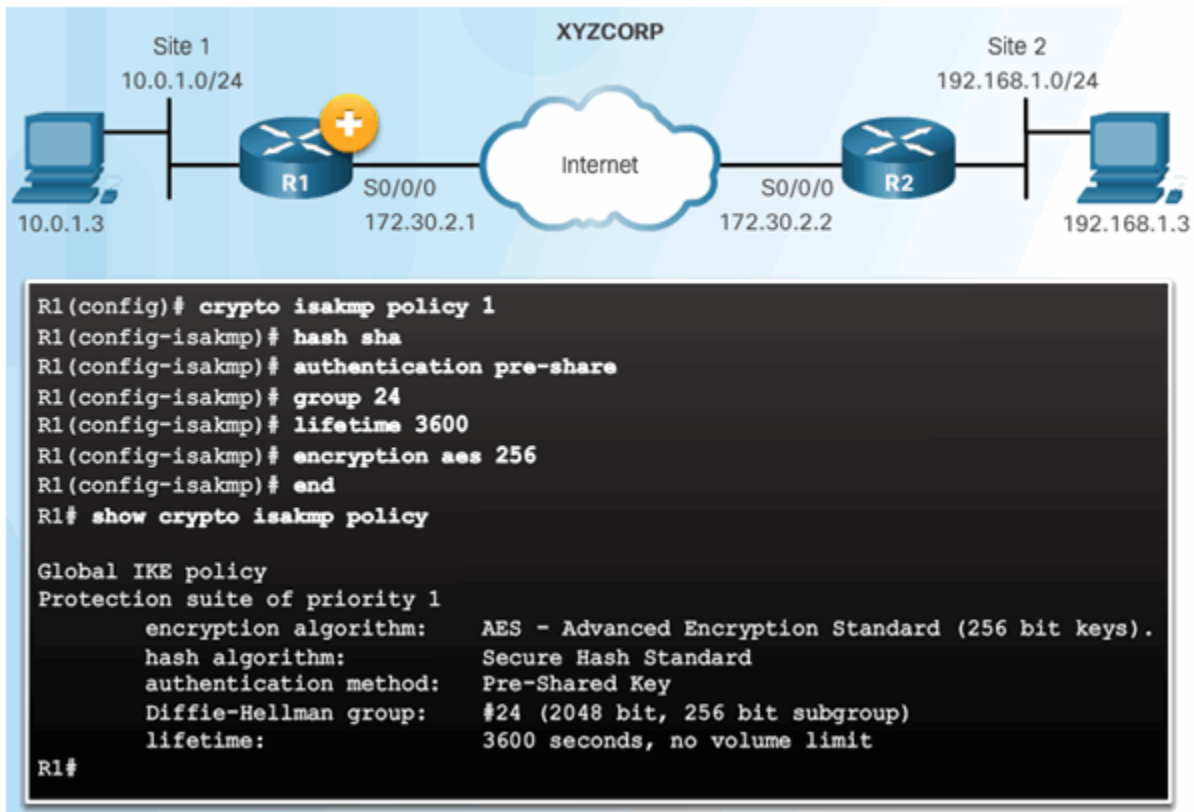 XYZCORP
Site 1
10.0.1.0/24
Site 2
192.168.1.0/24
R1
S0/0/0
172.30.2.1
Internet
S0/0/0
172.30.2.2
R2
10.0.1.3
192.168.1.3
R1(config)# crypto isakmp policy 1
R1(config-isakmp)# hash sha
R1(config-isakmp)# authentication pre-share
R1(config-isakmp)# group 24
R1(config-isakmp)# lifetime 3600
R1(config-isakmp)# encryption aes 256
R1(config-isakmp)# end
R1# show crypto isakmp policy
Global IKE policy
Protection suite of priority 1
encryption algorithm: AES - Advanced Encryption Standard (256 bit keys).
hash algorithm: Secure Hash Standard
authentication method: Pre-Shared Key
Diffie-Hellman group: #24 (2048 bit, 256 bit subgroup)
lifetime: 3600 seconds, no volume limit
R1#